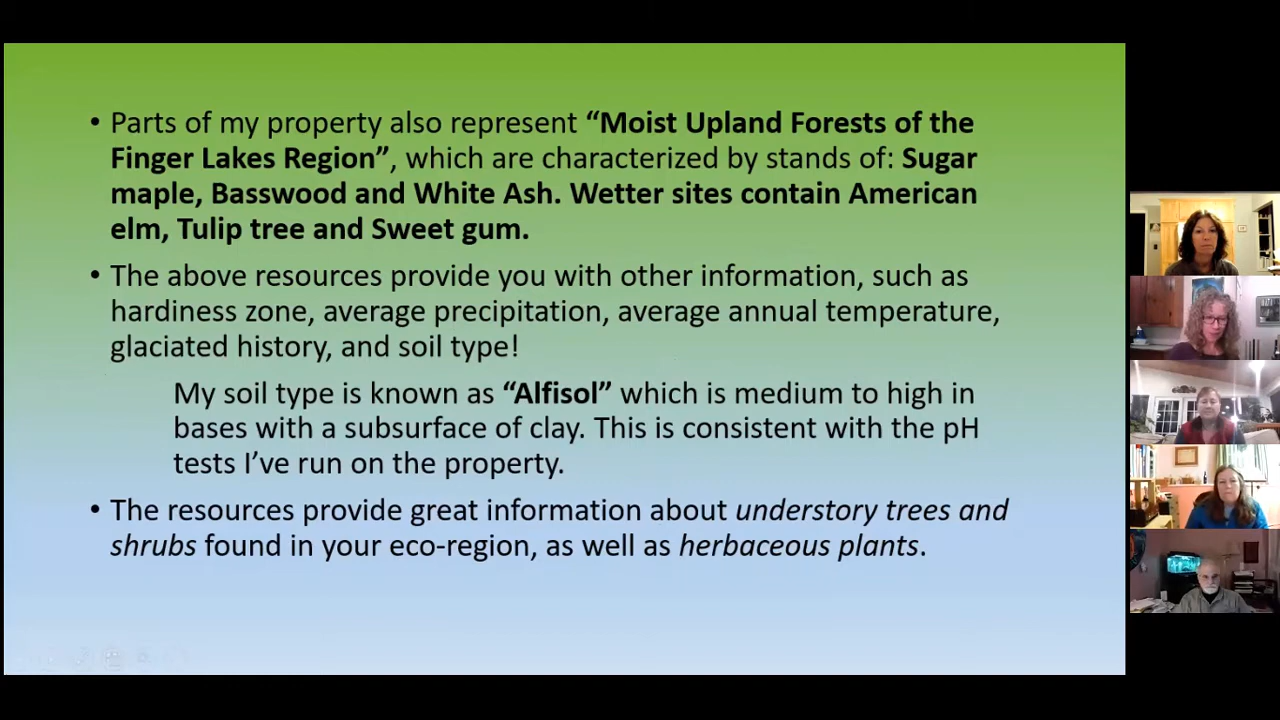 • Parts of my property also represent “Moist Upland Forests of the
Finger Lakes Region”, which are characterized by stands of: Sugar
maple, Basswood and White Ash. Wetter sites contain American
elm, Tulip tree and Sweet gum.
• The above resources provide you with other information, such as
hardiness zone, average precipitation, average annual temperature,
glaciated history, and soil type!
My soil type is known as “Alfisol” which is medium to high in
bases with a subsurface of clay. This is consistent with the pH
tests I’ve run on the property.
• The resources provide great information about understory trees and
shrubs found in your eco-region, as well as herbaceous plants.